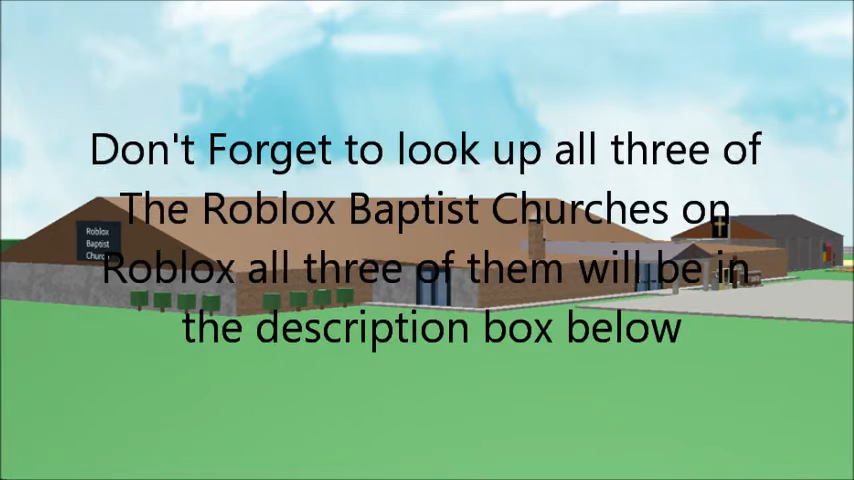 Don't Forget to look up all three of
The Roblox Baptist Churches on
Roblox all three of them will be in
the description box below
Roblox
Baptist
Church